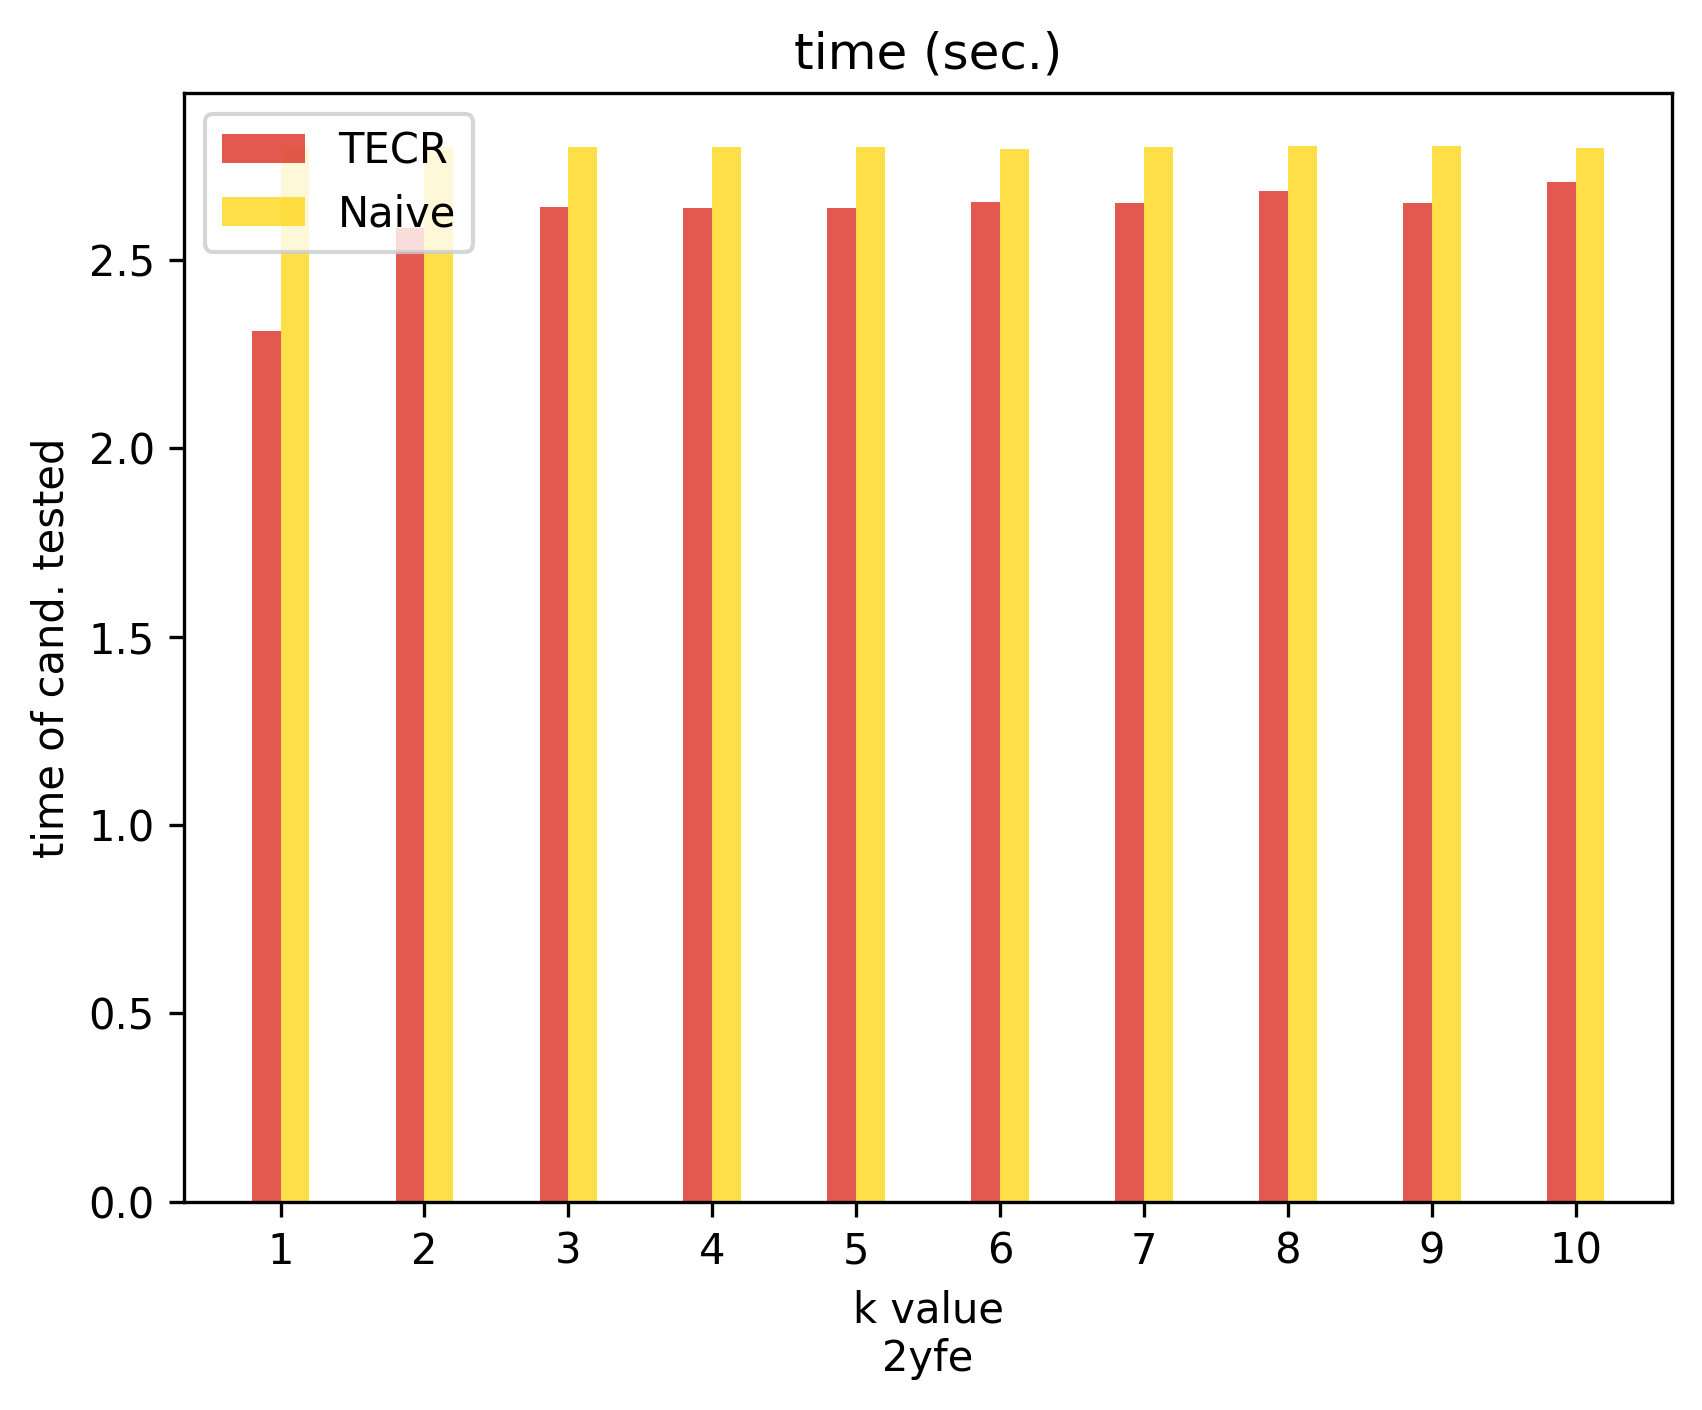 time (sec.)
TECR
Naive
time of cand. tested
2.5
2.0
1.5
1.0
0.5
0.0
1 2 3 4 5 6 7 8 9 10
k value
2yfe